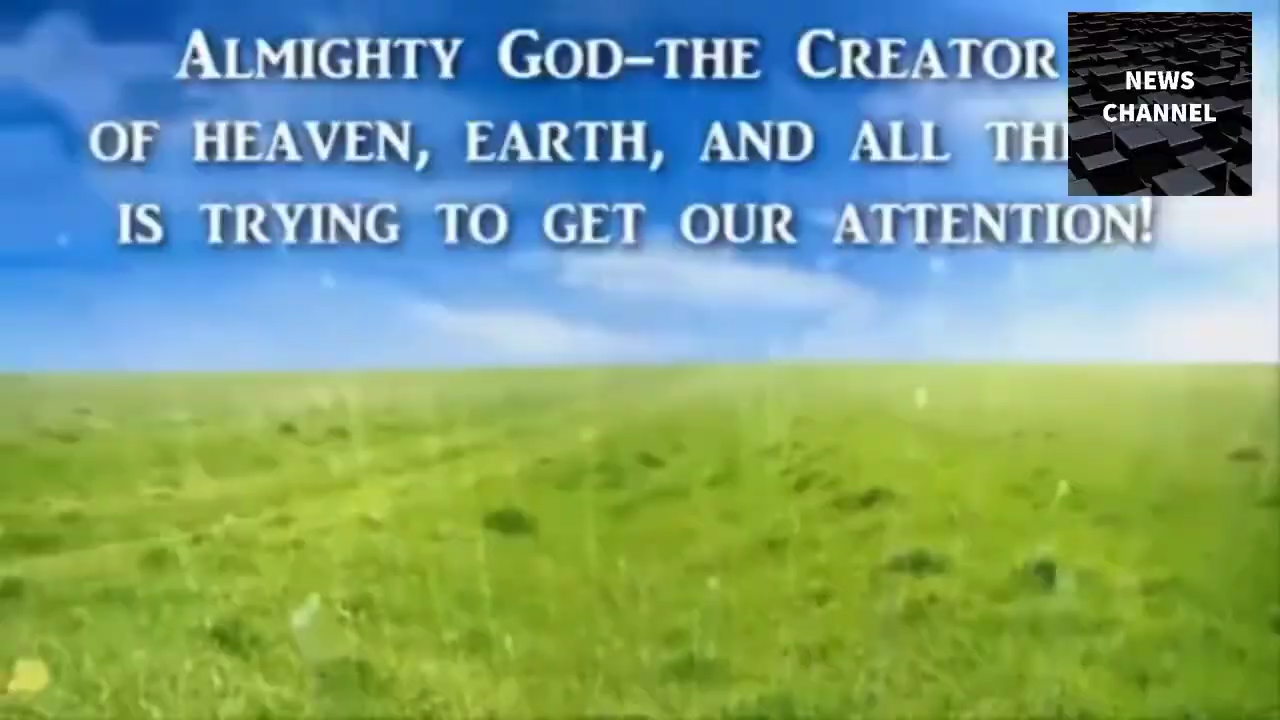 ALMIGHTY GOD–THE CREATOR
OF HEAVEN, EARTH, AND ALL
IS TRYING TO GET OUR ATTENTION!
NEWS
CHANNEL